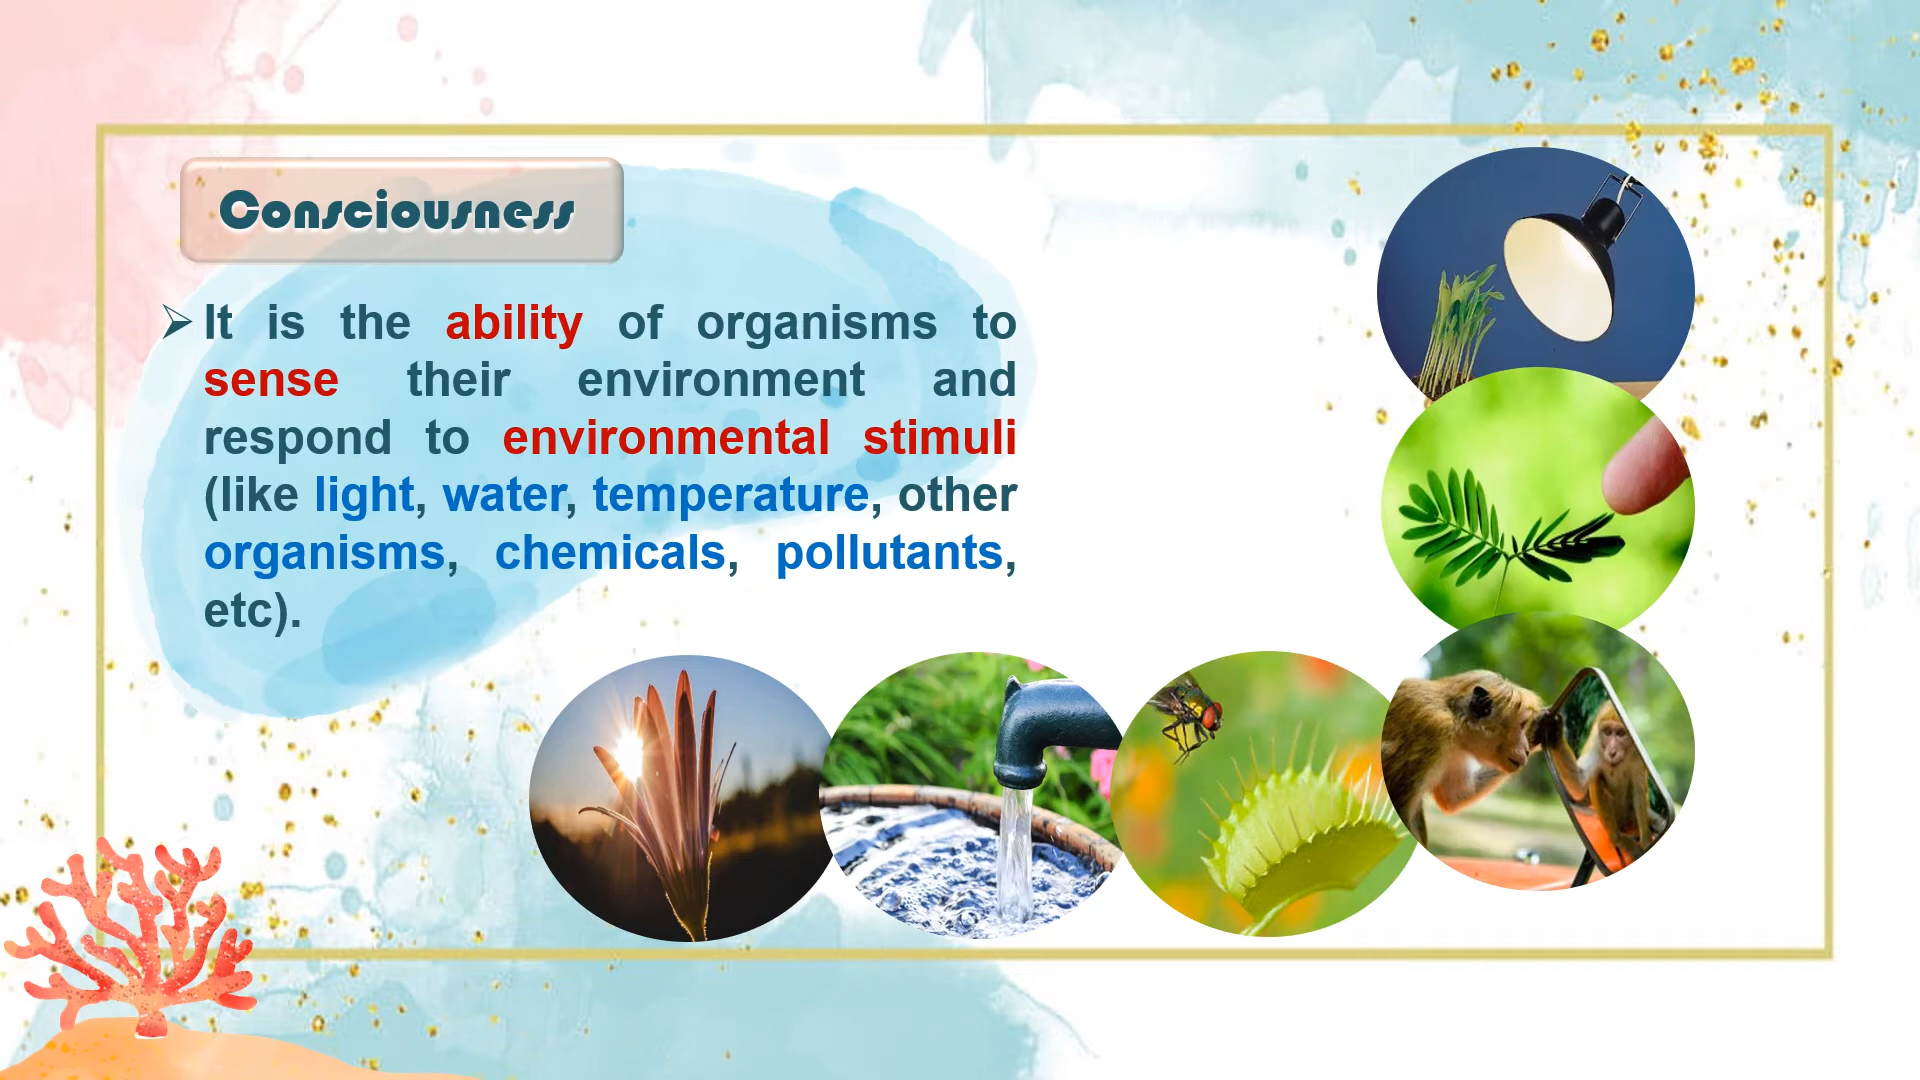 Consciousness
It is the ability of organisms to
sense their environment and
respond to environmental stimuli
(like light, water, temperature, other
organisms, chemicals, pollutants,
etc).